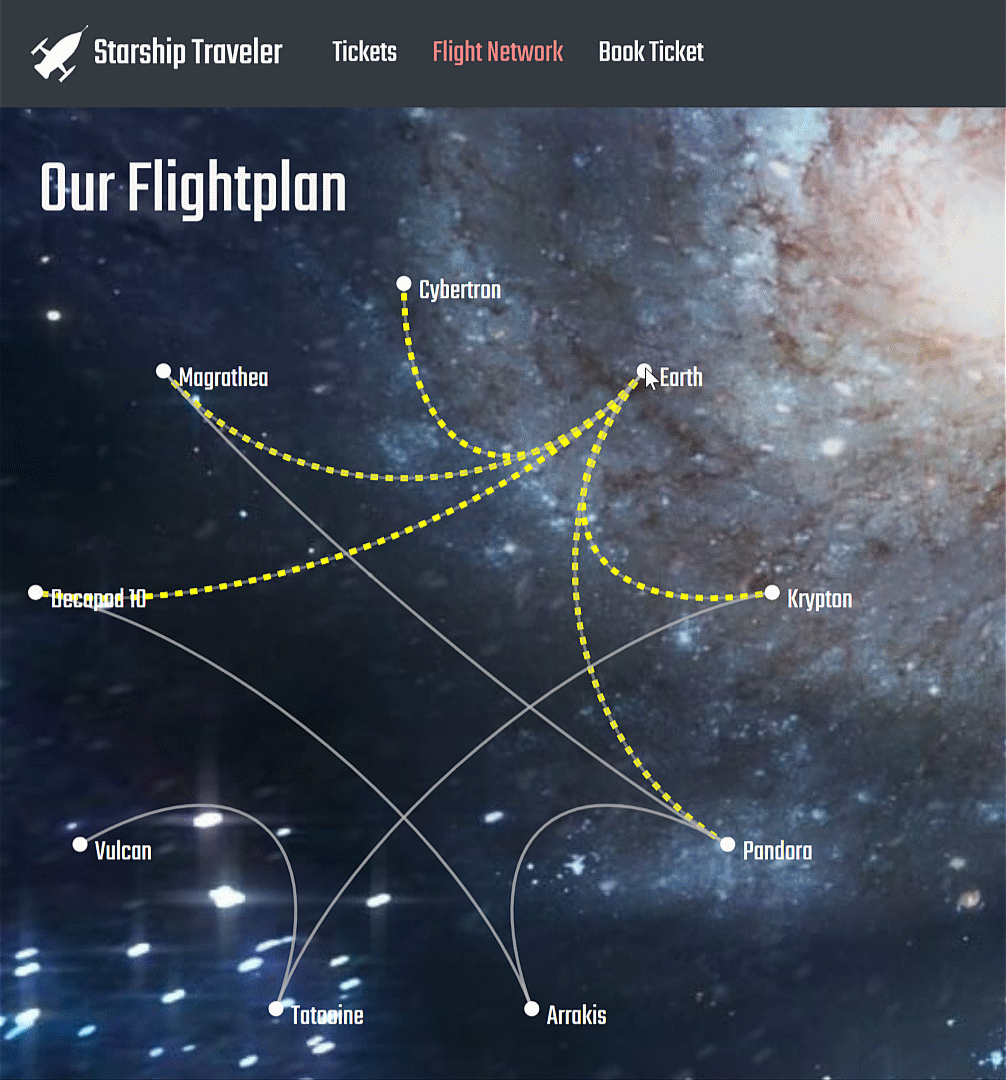 Starship Traveler Tickets Flight Network Book Ticket
Our Flightplan
Cybertron
Magrathea
Earth
Decapod 10
Krypton
Vulcan
Pandora
Tatooine
Arrakis